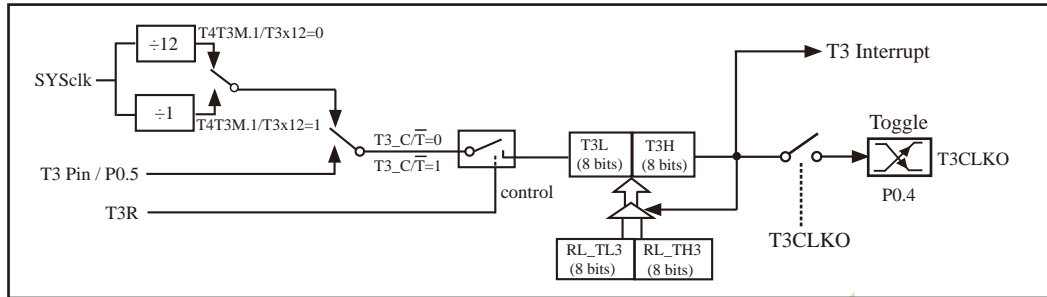 T4T3M.1/T3x12=0
÷12
SYSclk
÷1
T4T3M.1/T3x12=1
T3 Pin / P0.5
T3R
T3_C/T̅=0
T3_C/T̅=1
control
T3L
(8 bits)
T3H
(8 bits)
RL_TL3
(8 bits)
RL_TH3
(8 bits)
T3 Interrupt
Toggle
T3CLKO
P0.4
T3CLKO